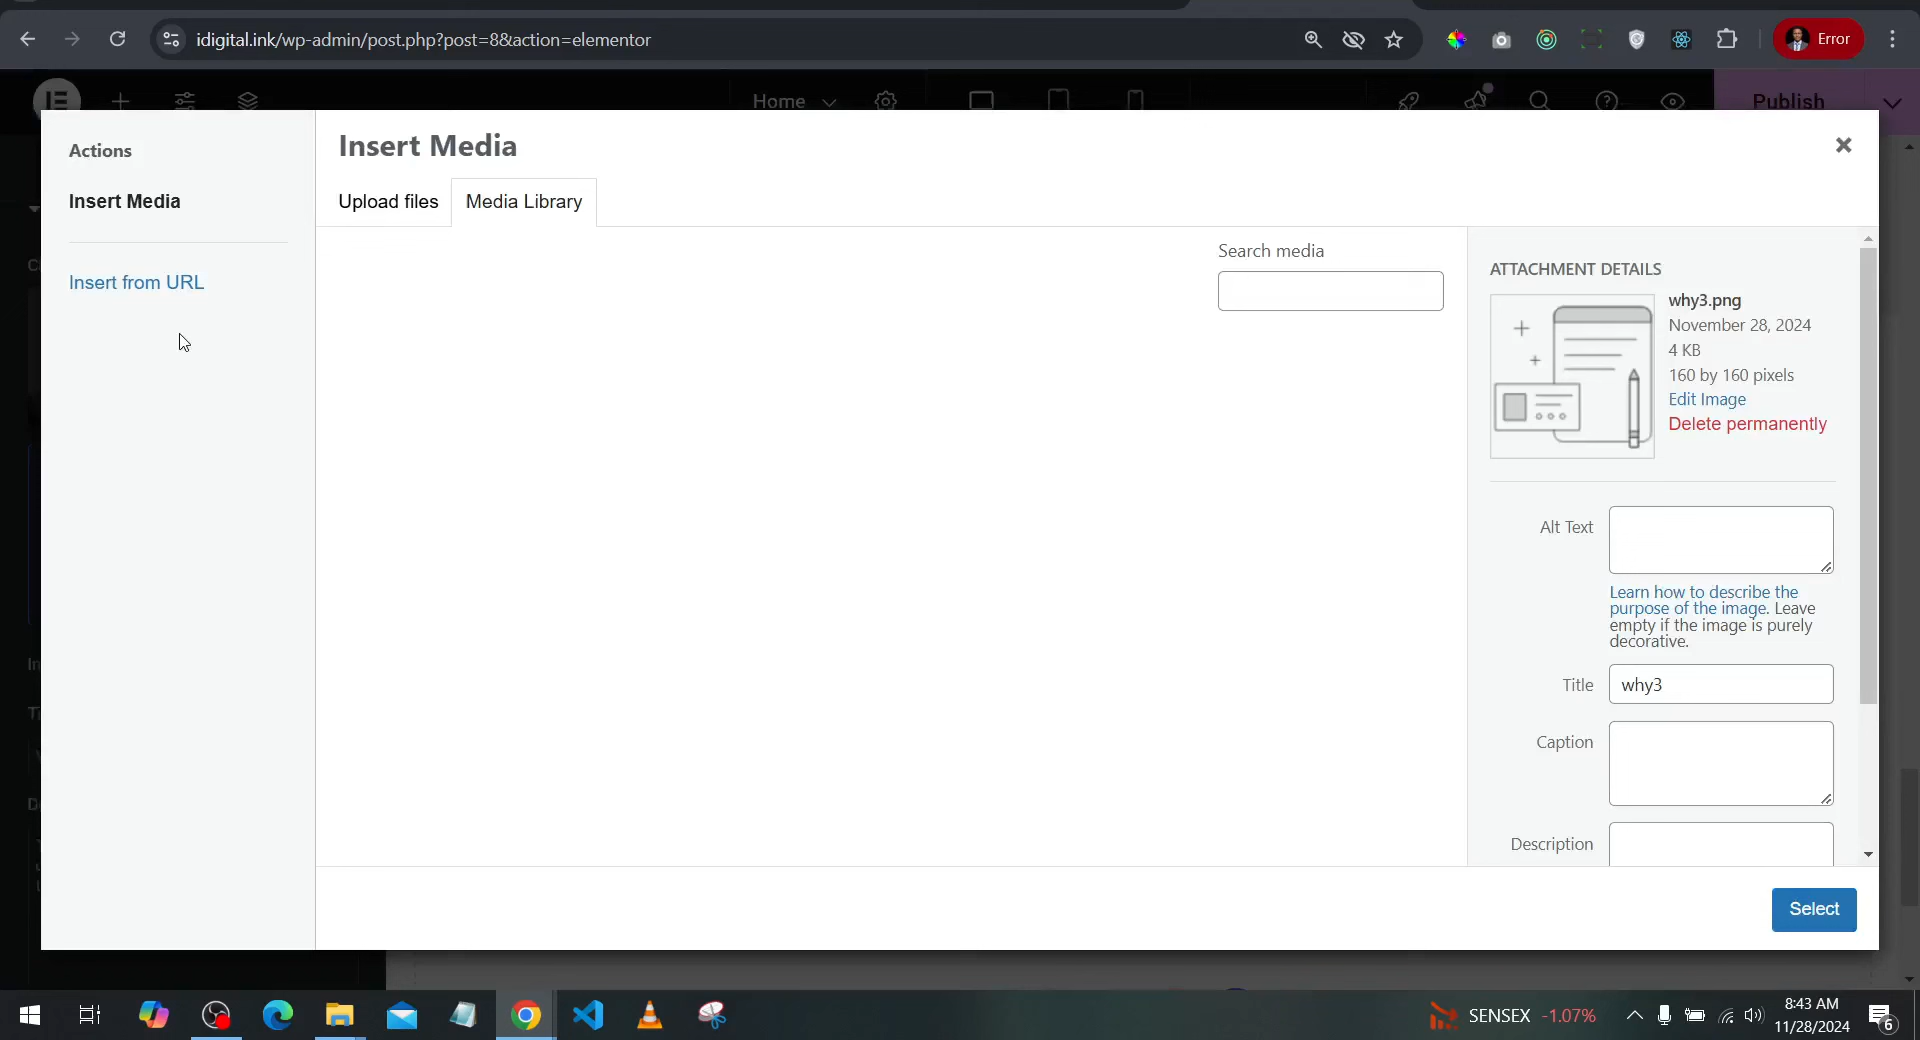 idigital.ink/wp-admin/post.php?post=8&action=elementor
Error
Home
Publish
Actions
Insert Media
Insert from URL
Insert Media
Upload files
Media Library
Search media
ATTACHMENT DETAILS
why3.png
November 28, 2024
4 KB
160 by 160 pixels
Edit Image
Delete permanently
Alt Text
Learn how to describe the
purpose of the image. Leave
empty if the image is purely
decorative.
Title
why3
Caption
Description
Select
SENSEX -1.07%
8:43 AM
11/28/2024
6